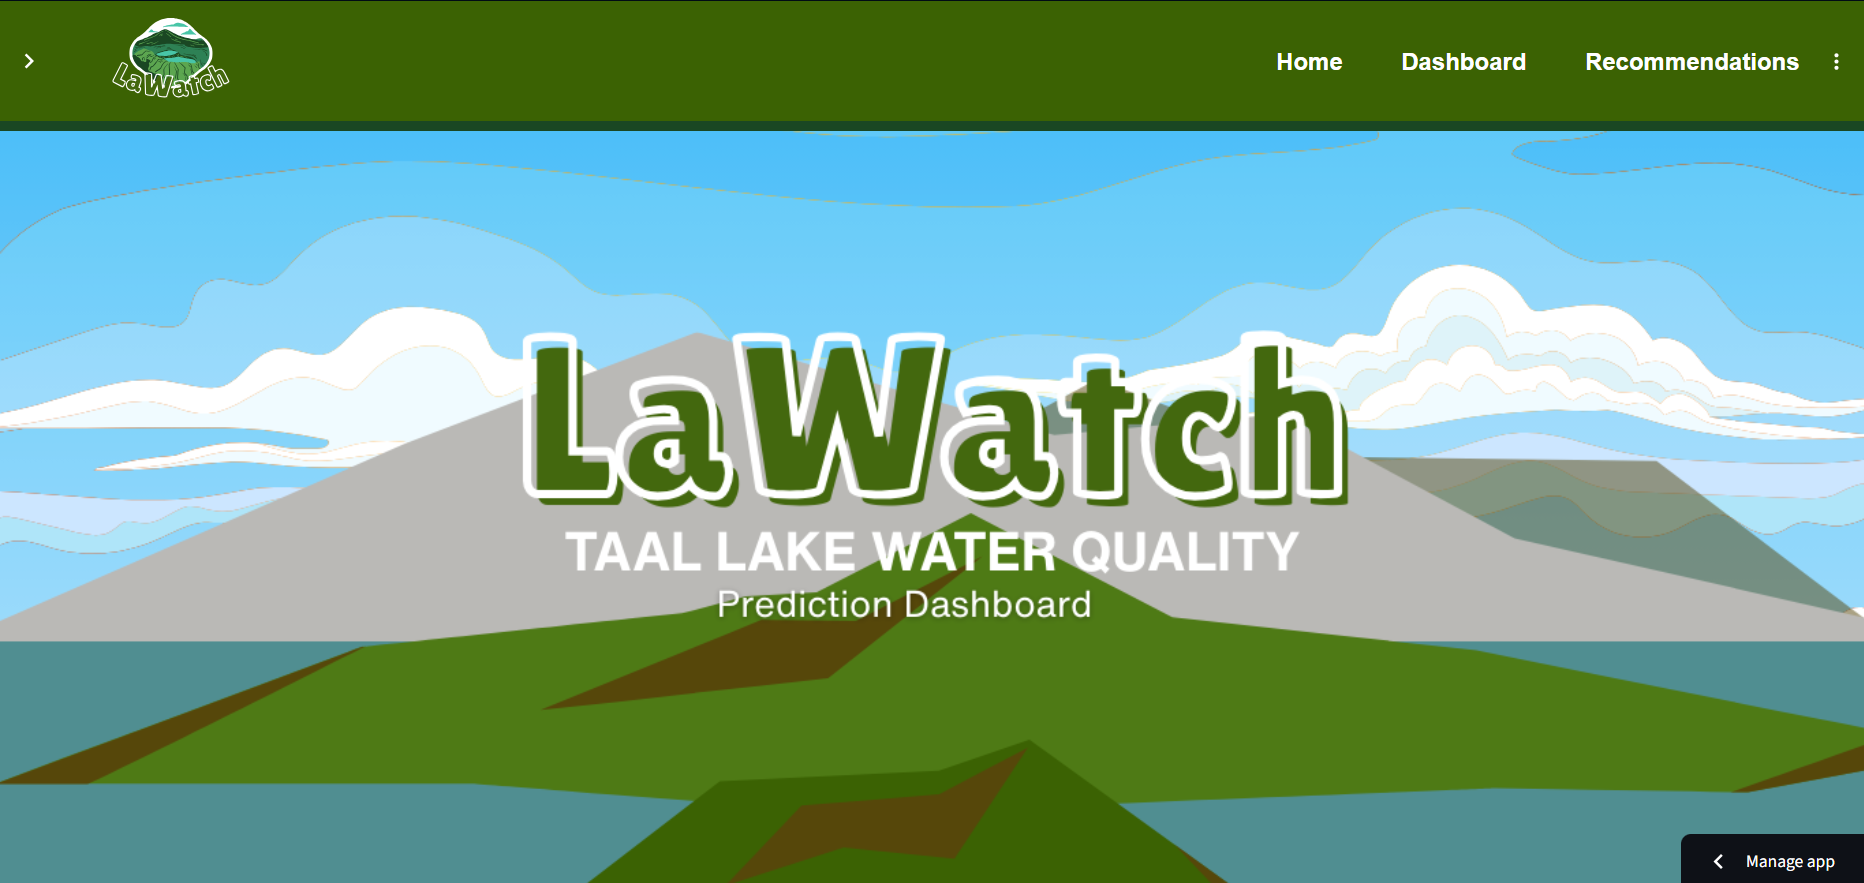 LaWatch
Home
Dashboard
Recommendations
LaWatch
TAAL LAKE WATER QUALITY
Prediction Dashboard
Manage app